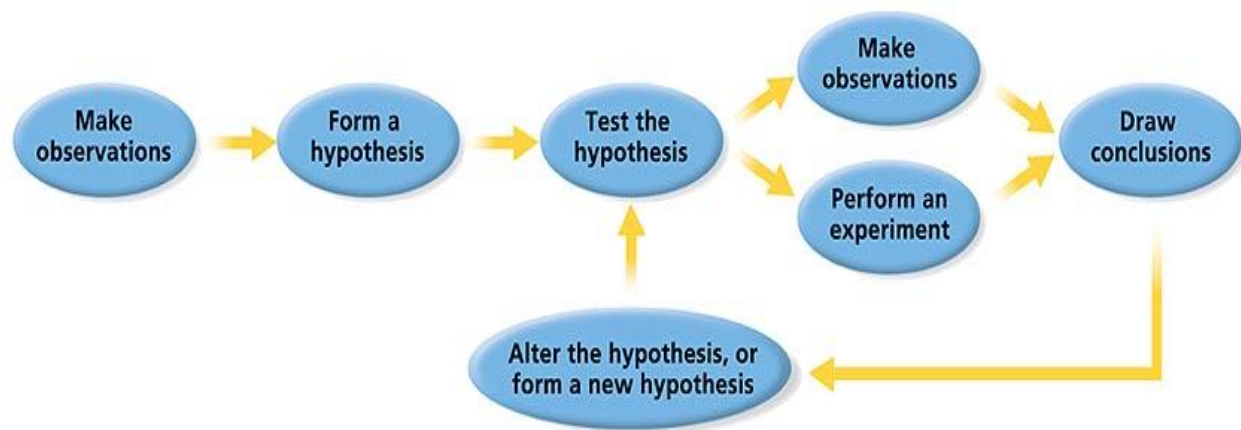 Make
observations
Form a
hypothesis
Test the
hypothesis
Make
observations
Perform an
experiment
Draw
conclusions
Alter the hypothesis, or
form a new hypothesis